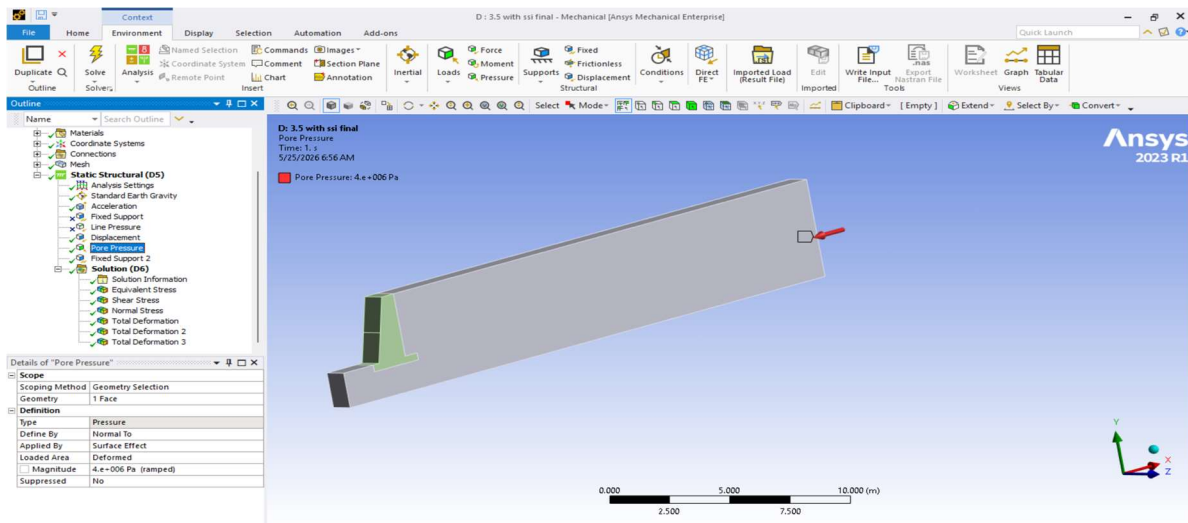 Context
D : 3.5 with ssi final - Mechanical [Ansys Mechanical Enterprise]
File Home Environment Display Selection Automation Add-ons
Quick Launch
Duplicate Solve Analysis
Named Selection Coordinate System Remote Point
Commands Comment Chart
Images Section Plane Annotation
Inertial Loads
Force Moment Pressure
Supports
Fixed Frictionless Displacement
Conditions Direct FE Imported Load (Result File) Edit Write Input File... Export Nastran File .nas Worksheet Graph Tabular Data
Outline Solver Insert Structural Imported Tools Views
Outline
Select Mode Clipboard [ Empty ] Extend Select By Convert
Name Search Outline
Materials
Coordinate Systems
Connections
Mesh
Static Structural (D5)
Analysis Settings
Standard Earth Gravity
Acceleration
Fixed Support
Line Pressure
Displacement
Pore Pressure
Fixed Support 2
Solution (D6)
Solution Information
Equivalent Stress
Shear Stress
Normal Stress
Total Deformation
Total Deformation 2
Total Deformation 3
Details of "Pore Pressure"
Scope
Scoping Method Geometry Selection
Geometry 1 Face
Definition
Type Pressure
Define By Normal To
Applied By Surface Effect
Loaded Area Deformed
Magnitude 4.e+006 Pa (ramped)
Suppressed No
D: 3.5 with ssi final
Pore Pressure
Time: 1. s
5/25/2026 6:56 AM
Pore Pressure: 4.e+006 Pa
Ansys
2023 R1
Y
X
Z
0.000 5.000 10.000 (m)
2.500 7.500